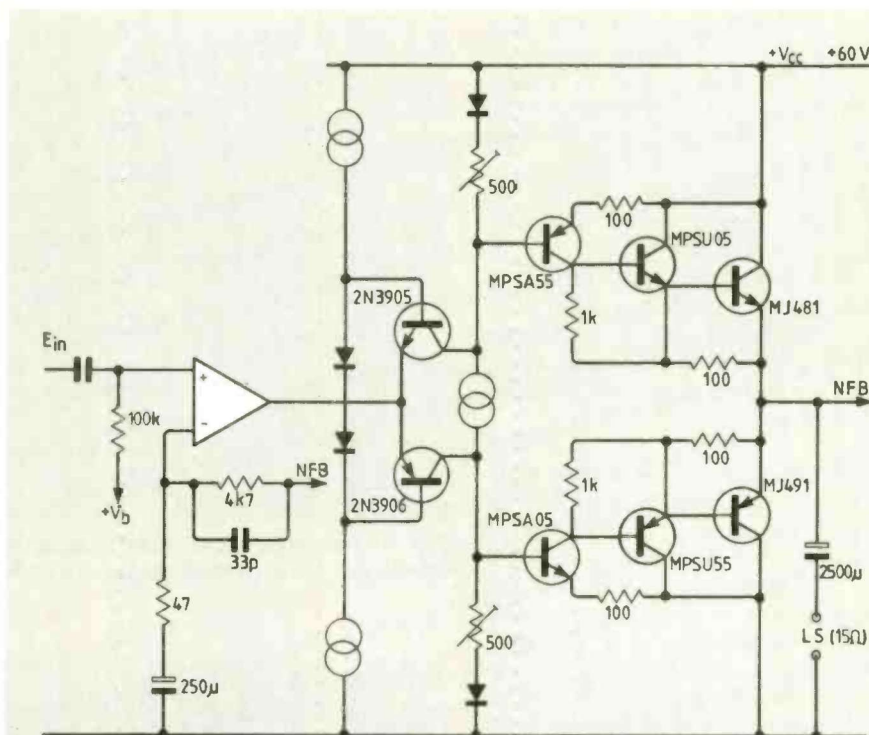 +Vcc +60V
500
100
MPSU05
MPSA55
2N3905
MJ481
1k
Ein
100
+
NFB
-
100k
100
NFB
1k
MJ491
4k7
2N3906
MPSA05
+Vb
MPSU55
2500µ
33p
100
47
500
LS (15Ω)
250µ